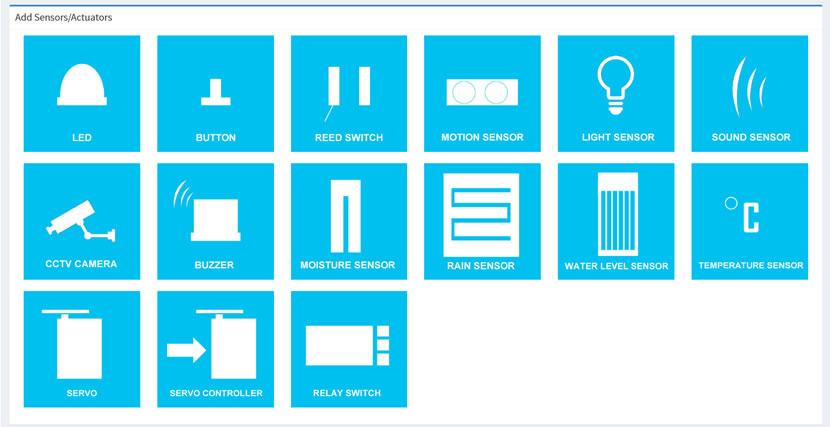 Add Sensors/Actuators
LED
BUTTON
REED SWITCH
MOTION SENSOR
LIGHT SENSOR
SOUND SENSOR
CCTV CAMERA
BUZZER
MOISTURE SENSOR
RAIN SENSOR
WATER LEVEL SENSOR
°C
TEMPERATURE SENSOR
SERVO
SERVO CONTROLLER
RELAY SWITCH